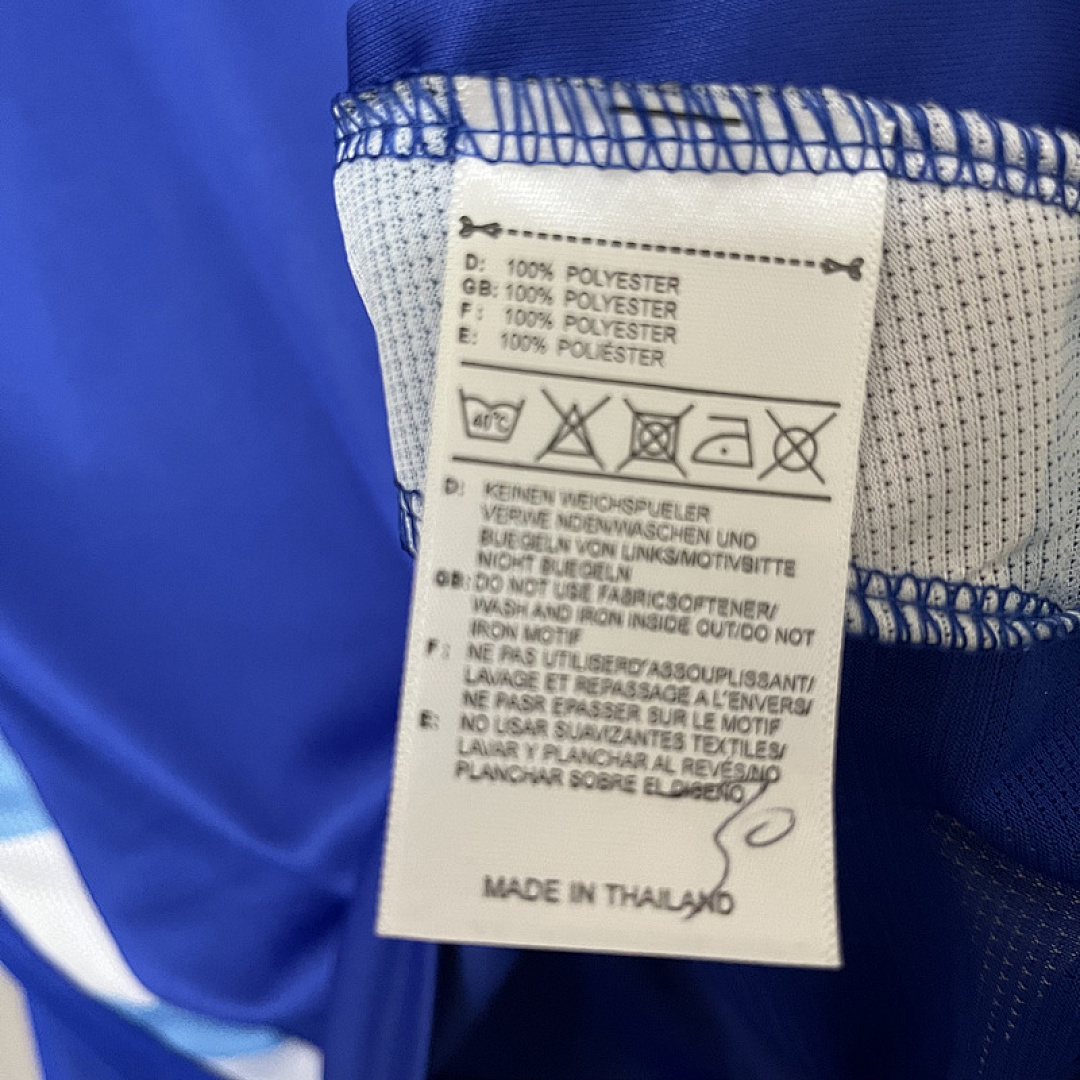 D: 100% POLYESTER
GB: 100% POLYESTER
F: 100% POLYESTER
E: 100% POLIÉSTER
40°C
D: KEINEN WEICHSPUELER
VERWE NDEN/WASCHEN UND
BUEGELN VON LINKS/MOTIVBITTE
NICHT BUEGELN
GB: DO NOT USE FABRICSOFTENER/
WASH AND IRON INSIDE OUT/DO NOT
IRON MOTIF
F: NE PAS UTILISERD'ASSOUPLISSANT/
LAVAGE ET REPASSAGE A L'ENVERS/
NE PASR EPASSER SUR LE MOTIF
E: NO USAR SUAVIZANTES TEXTILES/
LAVAR Y PLANCHAR AL REVÉS/NO
PLANCHAR SOBRE EL DISEÑO
MADE IN THAILAND